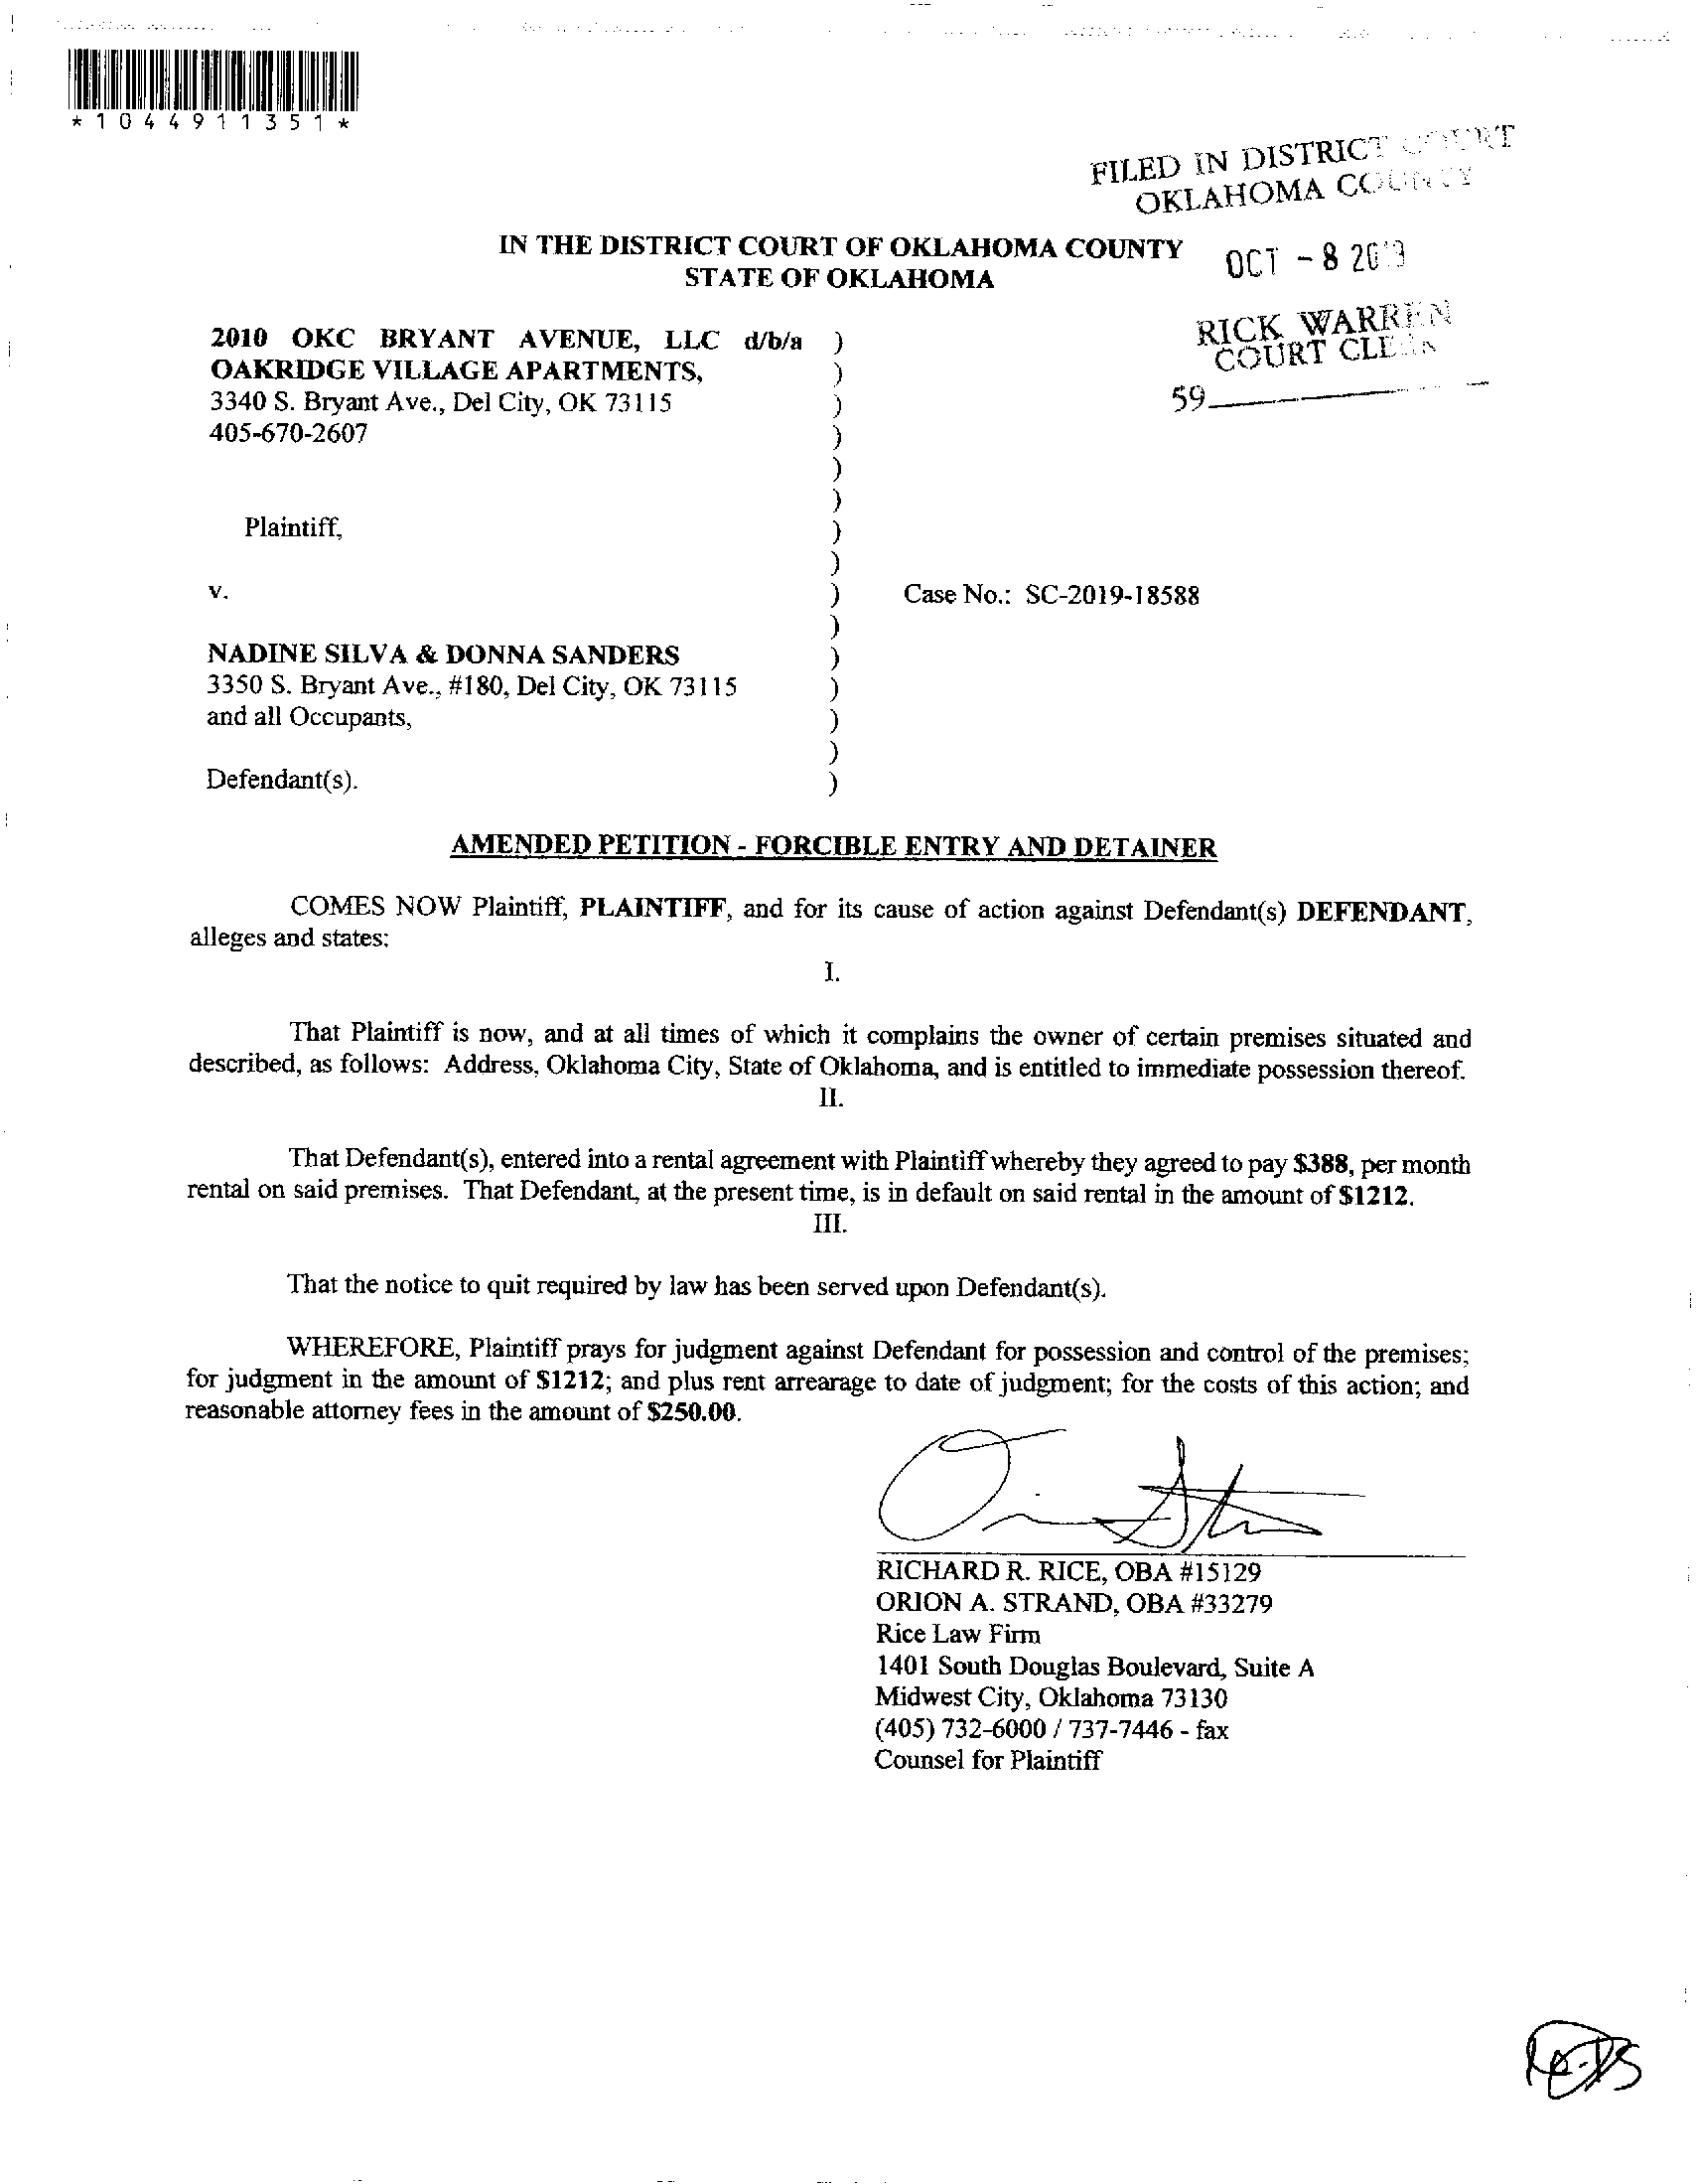 *1044911351*
FILED IN DISTRICT COURT
OKLAHOMA COUNTY
IN THE DISTRICT COURT OF OKLAHOMA COUNTY
STATE OF OKLAHOMA
OCT - 8 2019
RICK WARREN
COURT CLERK
59
2010 OKC BRYANT AVENUE, LLC d/b/a )
OAKRIDGE VILLAGE APARTMENTS, )
3340 S. Bryant Ave., Del City, OK 73115 )
405-670-2607 )
)
)
Plaintiff, )
)
v. ) Case No.: SC-2019-18588
)
NADINE SILVA & DONNA SANDERS )
3350 S. Bryant Ave., #180, Del City, OK 73115 )
and all Occupants, )
)
Defendant(s). )
AMENDED PETITION - FORCIBLE ENTRY AND DETAINER
COMES NOW Plaintiff, PLAINTIFF, and for its cause of action against Defendant(s) DEFENDANT,
alleges and states:
I.
That Plaintiff is now, and at all times of which it complains the owner of certain premises situated and
described, as follows: Address, Oklahoma City, State of Oklahoma, and is entitled to immediate possession thereof.
II.
That Defendant(s), entered into a rental agreement with Plaintiff whereby they agreed to pay $388, per month
rental on said premises. That Defendant, at the present time, is in default on said rental in the amount of $1212.
III.
That the notice to quit required by law has been served upon Defendant(s).
WHEREFORE, Plaintiff prays for judgment against Defendant for possession and control of the premises;
for judgment in the amount of $1212; and plus rent arrearage to date of judgment; for the costs of this action; and
reasonable attorney fees in the amount of $250.00.
RICHARD R. RICE, OBA #15129
ORION A. STRAND, OBA #33279
Rice Law Firm
1401 South Douglas Boulevard, Suite A
Midwest City, Oklahoma 73130
(405) 732-6000 / 737-7446 - fax
Counsel for Plaintiff